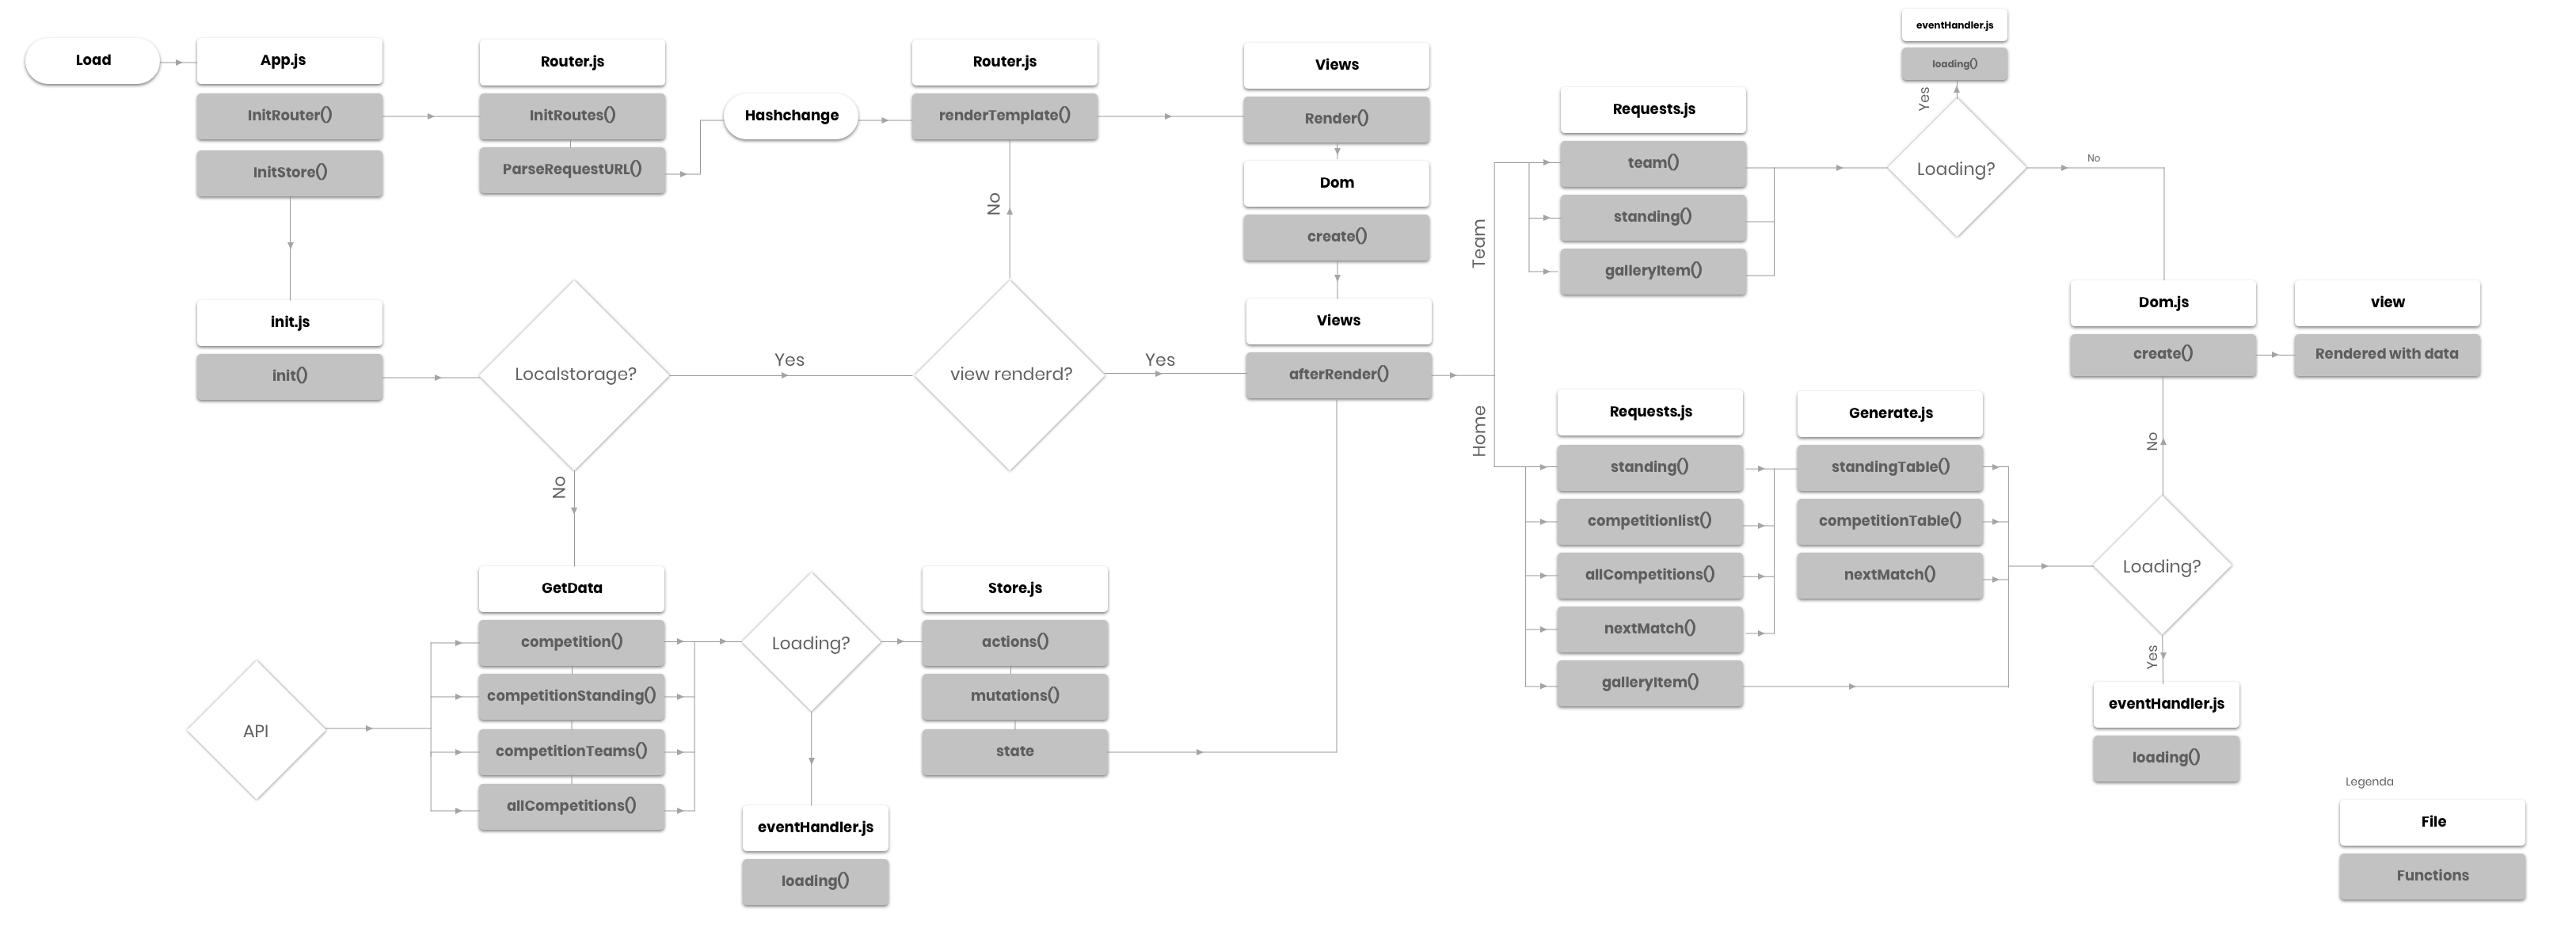 Load
App.js
InitRouter()
InitStore()
Router.js
InitRoutes()
ParseRequestURL()
Hashchange
Router.js
renderTemplate()
Views
Render()
Dom
create()
Views
afterRender()
init.js
init()
Localstorage?
Yes
No
view renderd?
No
Yes
GetData
competition()
competitionStanding()
competitionTeams()
allCompetitions()
API
Loading?
eventHandler.js
loading()
Store.js
actions()
mutations()
state
Team
Home
Requests.js
team()
standing()
galleryItem()
Loading?
Yes
eventHandler.js
loading()
No
Requests.js
standing()
competitionlist()
allCompetitions()
nextMatch()
galleryItem()
Generate.js
standingTable()
competitionTable()
nextMatch()
Loading?
No
Yes
eventHandler.js
loading()
Dom.js
create()
view
Rendered with data
Legenda
File
Functions